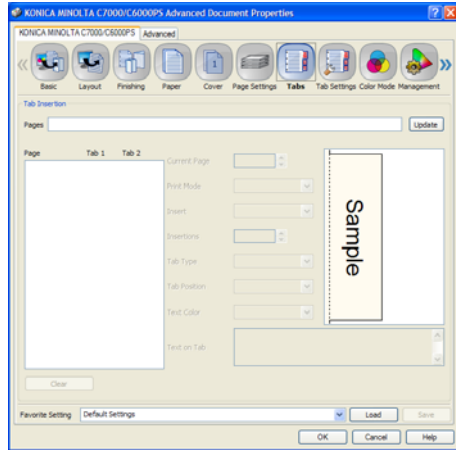 KONICA MINOLTA C7000/C6000PS Advanced Document Properties
KONICA MINOLTA C7000/C6000PS Advanced
Basic Layout Finishing Paper Cover Page Settings Tabs Tab Settings Color Mode Management
Tab Insertion
Pages Update
Page Tab 1 Tab 2
Current Page
Print Mode
Insert
Insertions
Tab Type
Tab Position
Text Color
Text on Tab
Sample
Clear
Favorite Setting Default Settings Load Save
OK Cancel Help